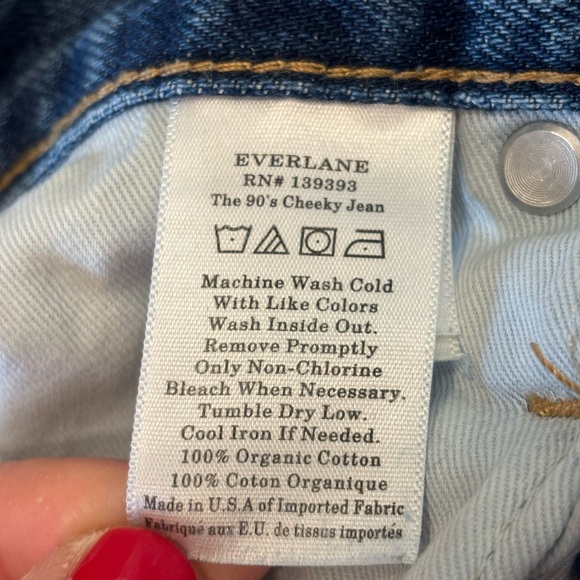 EVERLANE
RN# 139393
The 90's Cheeky Jean
Machine Wash Cold
With Like Colors
Wash Inside Out.
Remove Promptly
Only Non-Chlorine
Bleach When Necessary.
Tumble Dry Low.
Cool Iron If Needed.
100% Organic Cotton
100% Coton Organique
Made in U.S.A of Imported Fabric
Fabriqué aux E.U. de tissus importés